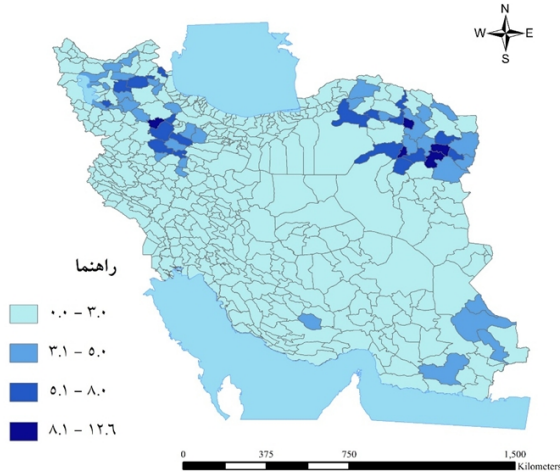 N
W E
S
راهنما
۰.۰ – ۳.۰
۳.۱ – ۵.۰
۵.۱ – ۸.۰
۸.۱ – ۱۲.۶
0 375 750 1,500
Kilometers